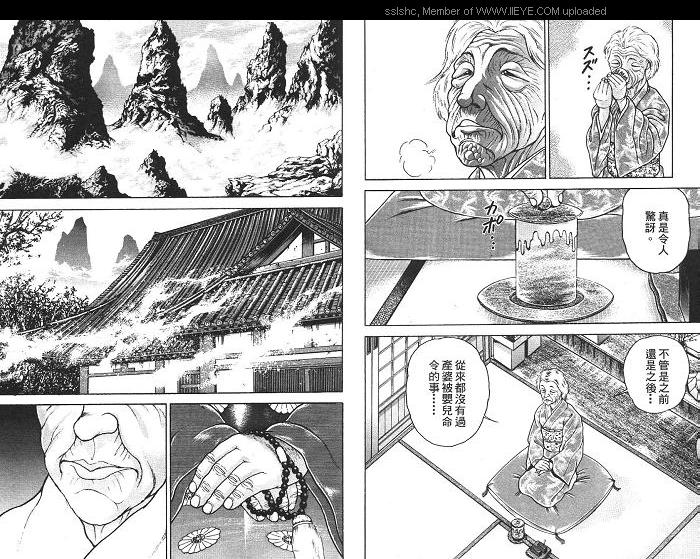 sslshc, Member of WWW.IIEYE.COM uploaded
スズ…
真是令人
驚訝。
カポ…
不管是之前
還是之後…
從來都沒有過
產婆被嬰兒命
令的事……